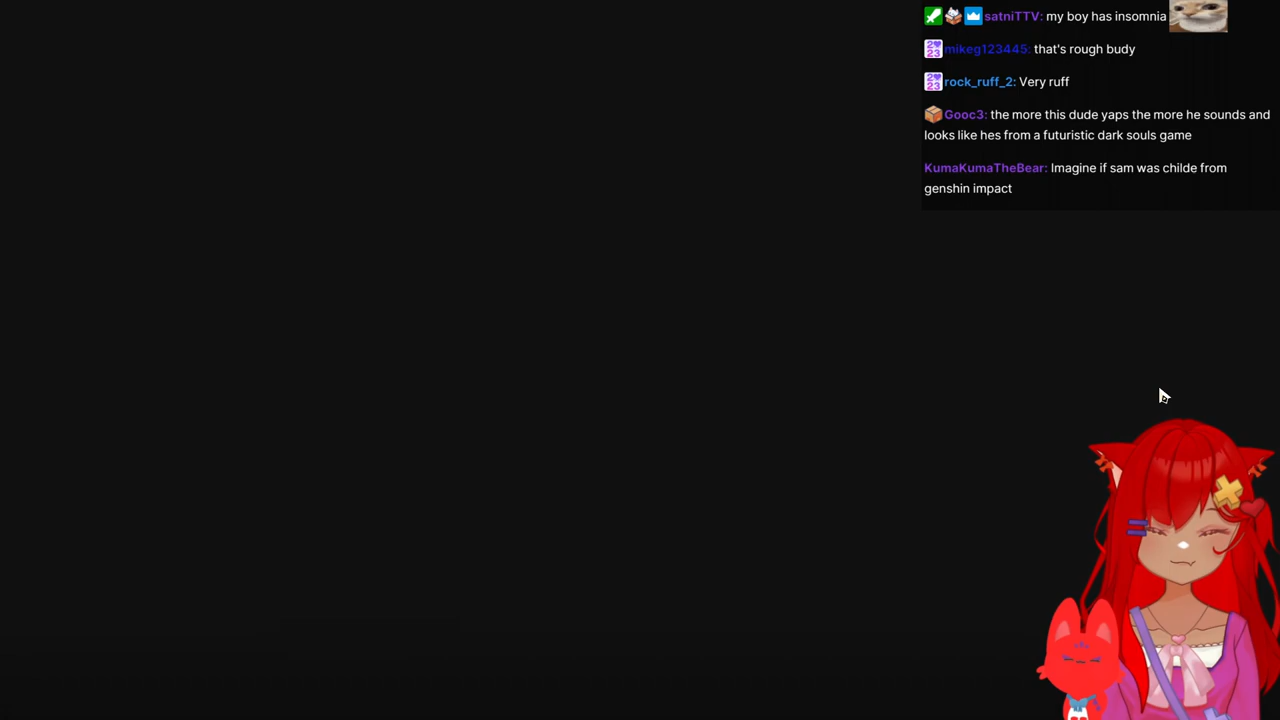 satniTTV: my boy has insomnia
mikeg123445: that's rough budy
rock_ruff_2: Very ruff
Gooc3: the more this dude yaps the more he sounds and
looks like hes from a futuristic dark souls game
KumaKumaTheBear: Imagine if sam was childe from
genshin impact